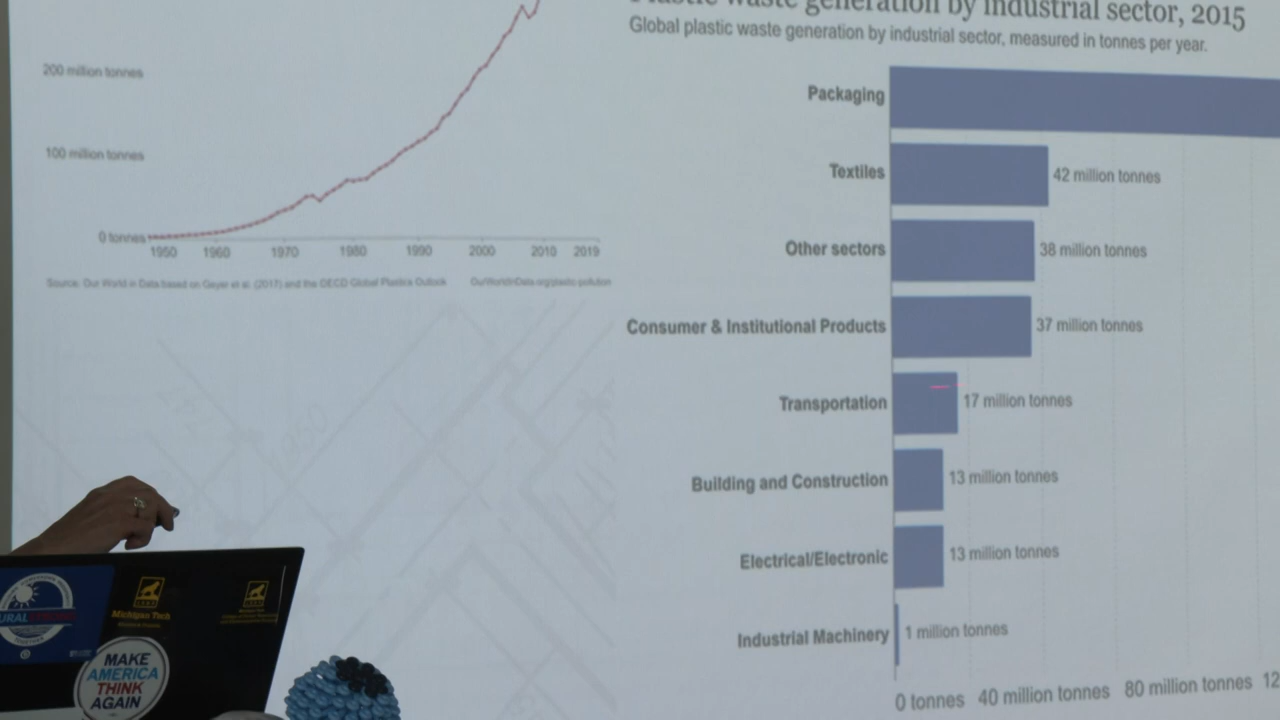 200 million tonnes
100 million tonnes
0 tonnes
1950 1960 1970 1980 1990 2000 2010 2019
Source: Our World in Data based on Geyer et al. (2017) and the OECD Global Plastics Outlook
OurWorldInData.org/plastic-pollution
waste generation by industrial sector, 2015
Global plastic waste generation by industrial sector, measured in tonnes per year.
Packaging
Textiles 42 million tonnes
Other sectors 38 million tonnes
Consumer & Institutional Products 37 million tonnes
Transportation 17 million tonnes
Building and Construction 13 million tonnes
Electrical/Electronic 13 million tonnes
Industrial Machinery 1 million tonnes
0 tonnes 40 million tonnes 80 million tonnes 12
Michigan Tech
MAKE
AMERICA
THINK
AGAIN